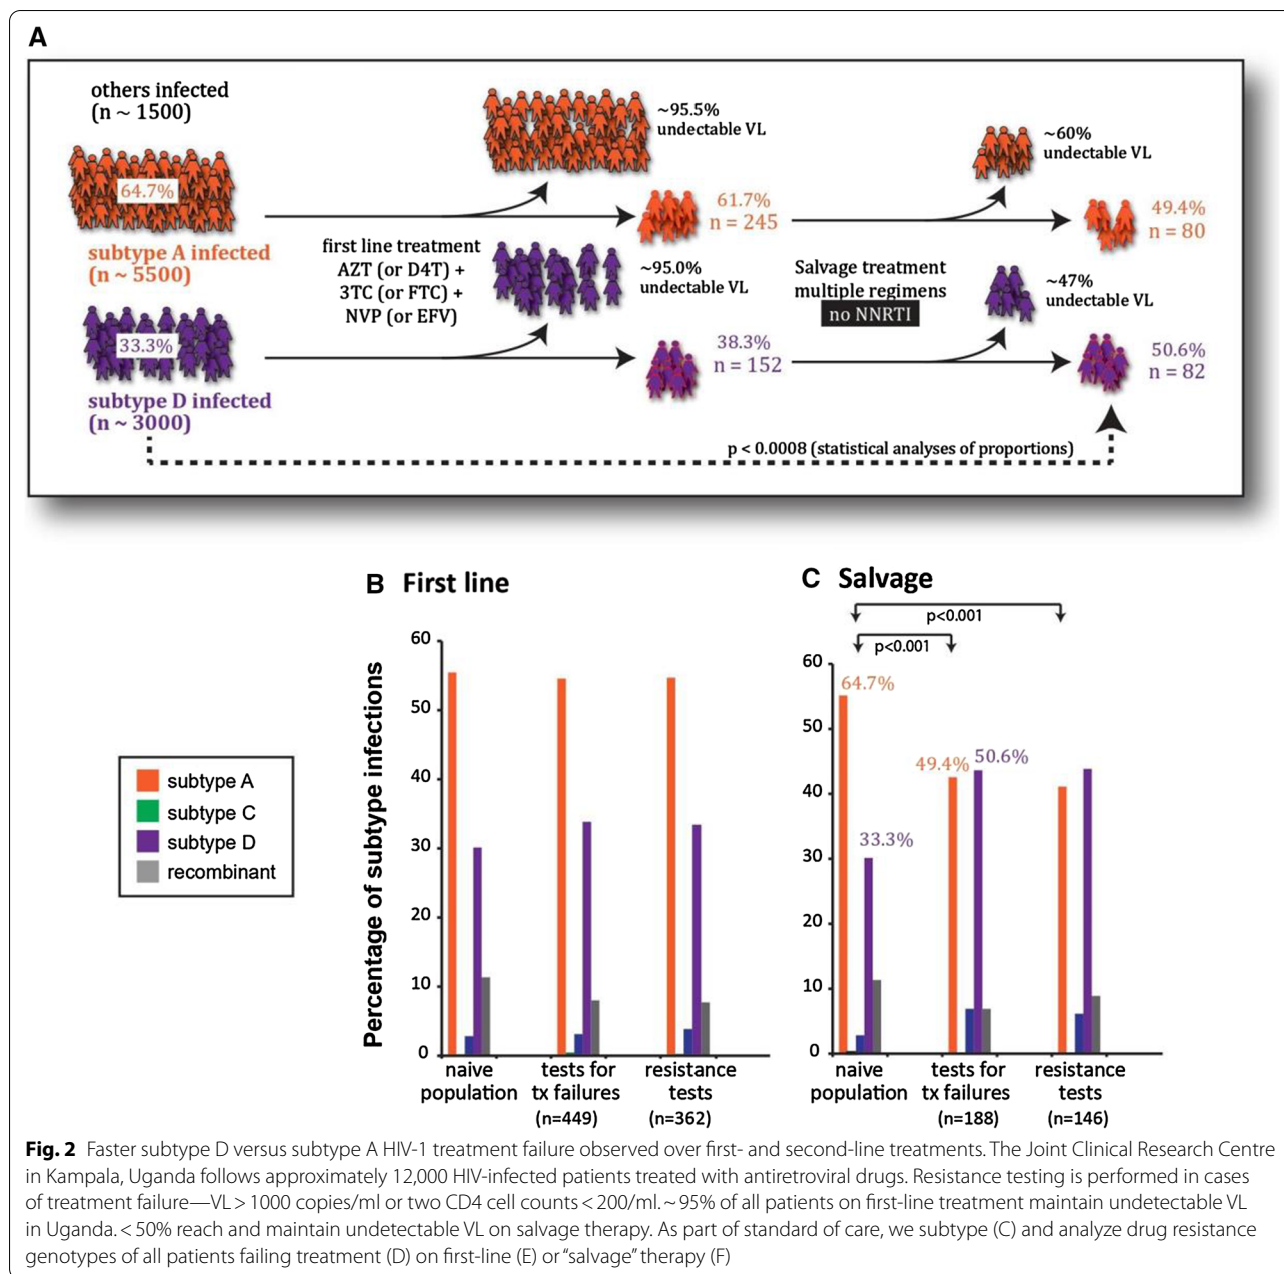 A
others infected
(n ~ 1500)
64.7%
subtype A infected
(n ~ 5500)
33.3%
subtype D infected
(n ~ 3000)
first line treatment
AZT (or D4T) +
3TC (or FTC) +
NVP (or EFV)
~95.5%
undectable VL
61.7%
n = 245
~95.0%
undectable VL
38.3%
n = 152
Salvage treatment
multiple regimens
no NNRTI
~60%
undectable VL
49.4%
n = 80
~47%
undectable VL
50.6%
n = 82
p < 0.0008 (statistical analyses of proportions)
B First line
Percentage of subtype infections
60
50
40
30
20
10
0
naive
population
tests for
tx failures
(n=449)
resistance
tests
(n=362)
subtype A
subtype C
subtype D
recombinant
C Salvage
p<0.001
p<0.001
60
50
40
30
20
10
0
64.7%
33.3%
49.4%
50.6%
naive
population
tests for
tx failures
(n=188)
resistance
tests
(n=146)
Fig. 2 Faster subtype D versus subtype A HIV-1 treatment failure observed over first- and second-line treatments. The Joint Clinical Research Centre
in Kampala, Uganda follows approximately 12,000 HIV-infected patients treated with antiretroviral drugs. Resistance testing is performed in cases
of treatment failure—VL > 1000 copies/ml or two CD4 cell counts < 200/ml. ~ 95% of all patients on first-line treatment maintain undetectable VL
in Uganda. < 50% reach and maintain undetectable VL on salvage therapy. As part of standard of care, we subtype (C) and analyze drug resistance
genotypes of all patients failing treatment (D) on first-line (E) or “salvage” therapy (F)